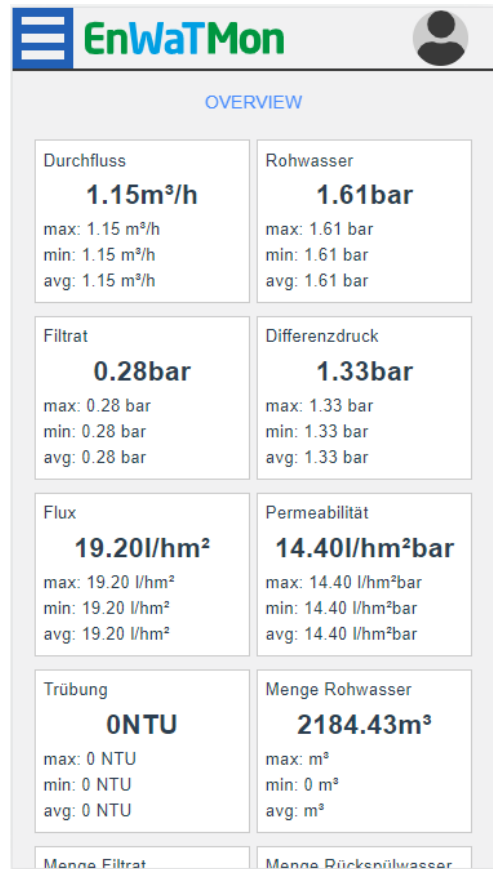 EnWaTMon
OVERVIEW
Durchfluss
1.15m³/h
max: 1.15 m³/h
min: 1.15 m³/h
avg: 1.15 m³/h
Rohwasser
1.61bar
max: 1.61 bar
min: 1.61 bar
avg: 1.61 bar
Filtrat
0.28bar
max: 0.28 bar
min: 0.28 bar
avg: 0.28 bar
Differenzdruck
1.33bar
max: 1.33 bar
min: 1.33 bar
avg: 1.33 bar
Flux
19.20l/hm²
max: 19.20 l/hm²
min: 19.20 l/hm²
avg: 19.20 l/hm²
Permeabilität
14.40l/hm²bar
max: 14.40 l/hm²bar
min: 14.40 l/hm²bar
avg: 14.40 l/hm²bar
Trübung
0NTU
max: 0 NTU
min: 0 NTU
avg: 0 NTU
Menge Rohwasser
2184.43m³
max: m³
min: 0 m³
avg: m³
Menge Filtrat
Menge Rückspülwasser